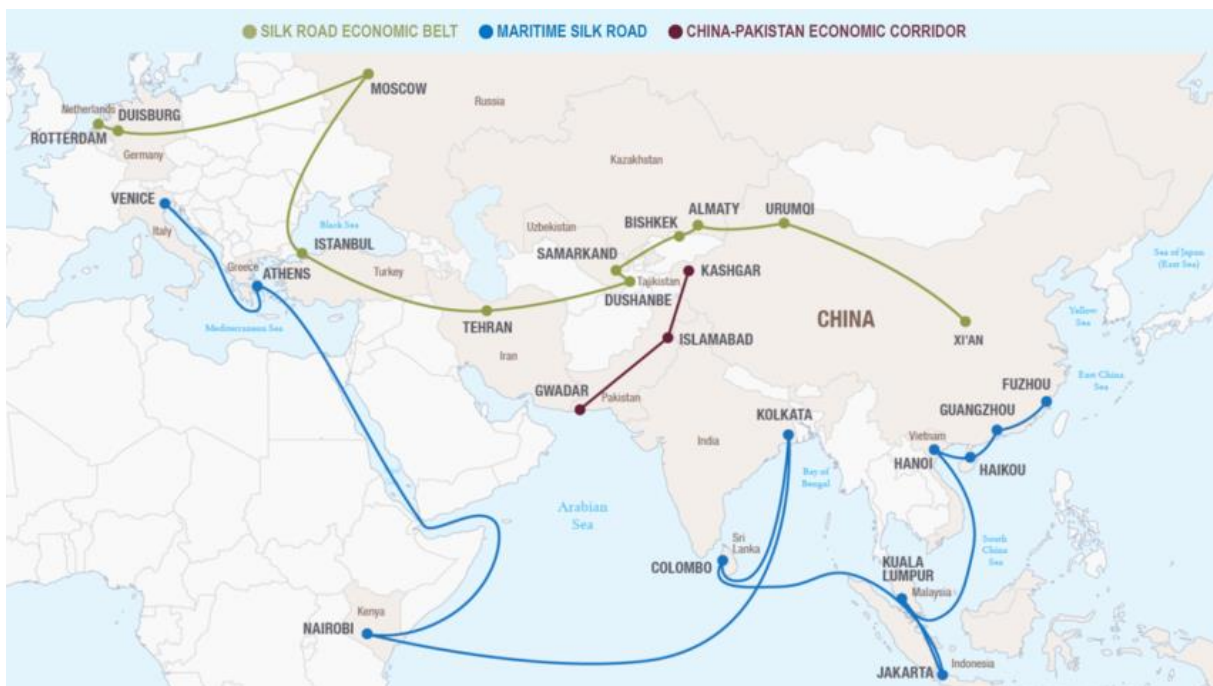 SILK ROAD ECONOMIC BELT
MARITIME SILK ROAD
CHINA-PAKISTAN ECONOMIC CORRIDOR
MOSCOW
Russia
Netherlands
DUISBURG
ROTTERDAM
Germany
Kazakhstan
VENICE
Italy
Black Sea
ISTANBUL
Uzbekistan
BISHKEK
ALMATY
URUMQI
Greece
ATHENS
Turkey
SAMARKAND
Tajikistan
KASHGAR
Sea of Japan
(East Sea)
Mediterranean Sea
TEHRAN
DUSHANBE
CHINA
Yellow
Sea
Iran
ISLAMABAD
XI'AN
East China
Sea
GWADAR
Pakistan
FUZHOU
GUANGZHOU
KOLKATA
India
Vietnam
HANOI
HAIKOU
Bay of
Bengal
Arabian
Sea
Sri
Lanka
COLOMBO
South
China
Sea
KUALA
LUMPUR
Malaysia
Kenya
NAIROBI
JAKARTA
Indonesia